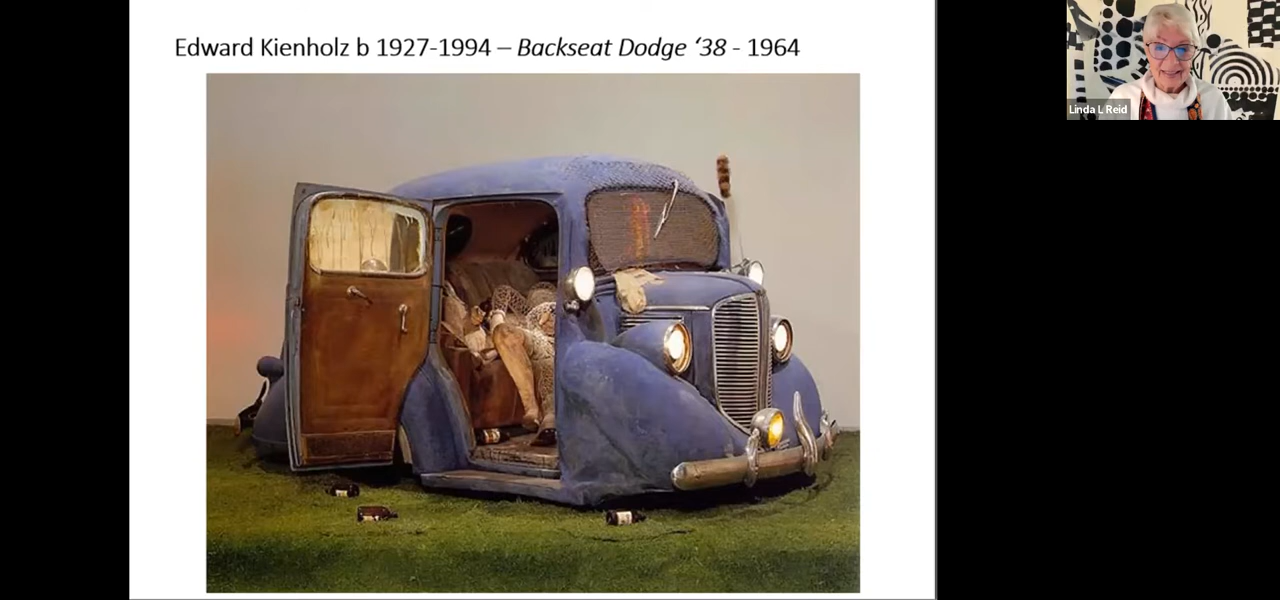 Edward Kienholz b 1927-1994 – Backseat Dodge ‘38 - 1964
Linda L Reid